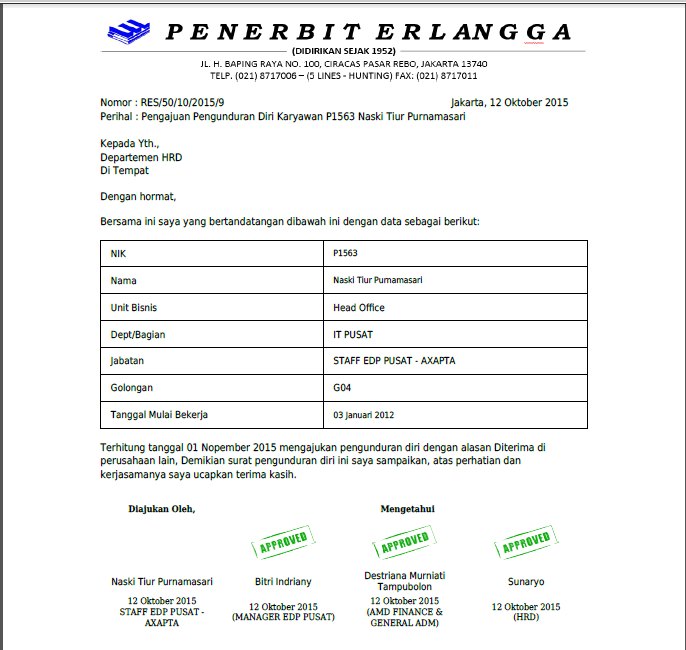 PENERBIT ERLANGGA
(DIDIRIKAN SEJAK 1952)
JL. H. BAPING RAYA NO. 100, CIRACAS PASAR REBO, JAKARTA 13740
TELP. (021) 8717006 – (5 LINES - HUNTING) FAX: (021) 8717011
Nomor : RES/50/10/2015/9 Jakarta, 12 Oktober 2015
Perihal : Pengajuan Pengunduran Diri Karyawan P1563 Naski Tiur Purnamasari
Kepada Yth.,
Departemen HRD
Di Tempat
Dengan hormat,
Bersama ini saya yang bertandatangan dibawah ini dengan data sebagai berikut:
NIK P1563
Nama Naski Tiur Purnamasari
Unit Bisnis Head Office
Dept/Bagian IT PUSAT
Jabatan STAFF EDP PUSAT - AXAPTA
Golongan G04
Tanggal Mulai Bekerja 03 Januari 2012
Terhitung tanggal 01 Nopember 2015 mengajukan pengunduran diri dengan alasan Diterima di
perusahaan lain, Demikian surat pengunduran diri ini saya sampaikan, atas perhatian dan
kerjasamanya saya ucapkan terima kasih.
Diajukan Oleh, Mengetahui
APPROVED APPROVED APPROVED
Naski Tiur Purnamasari
12 Oktober 2015
STAFF EDP PUSAT -
AXAPTA
Bitri Indriany
12 Oktober 2015
(MANAGER EDP PUSAT)
Destriana Murniati
Tampubolon
12 Oktober 2015
(AMD FINANCE &
GENERAL ADM)
Sunaryo
12 Oktober 2015
(HRD)